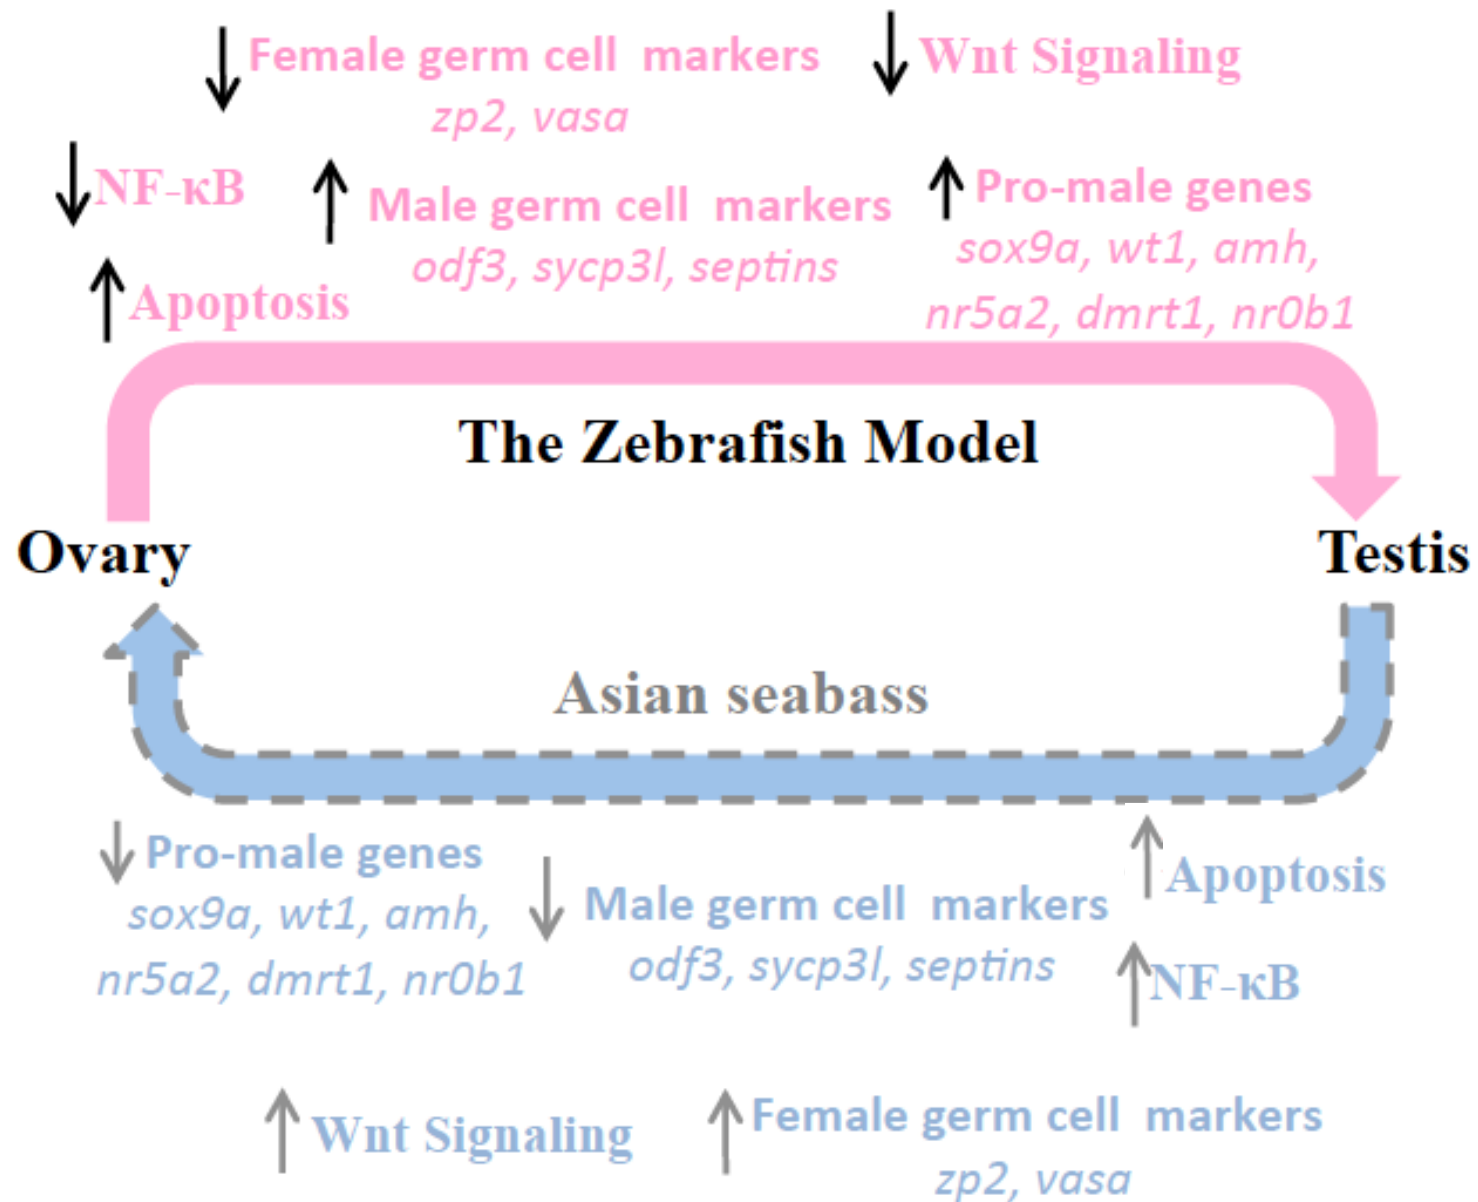 Female germ cell markers
zp2, vasa
Wnt Signaling
NF-κB
Male germ cell markers
odf3, sycp3l, septins
Pro-male genes
sox9a, wt1, amh,
nr5a2, dmrt1, nr0b1
Apoptosis
The Zebrafish Model
Ovary
Testis
Asian seabass
Pro-male genes
sox9a, wt1, amh,
nr5a2, dmrt1, nr0b1
Male germ cell markers
odf3, sycp3l, septins
Apoptosis
NF-κB
Wnt Signaling
Female germ cell markers
zp2, vasa